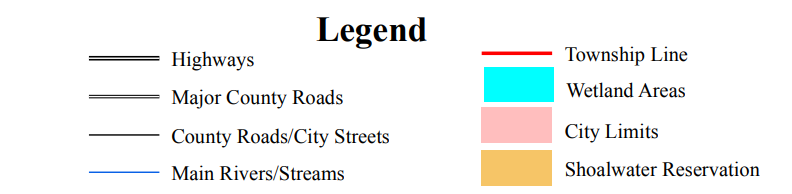 Legend
Highways
Major County Roads
County Roads/City Streets
Main Rivers/Streams
Township Line
Wetland Areas
City Limits
Shoalwater Reservation